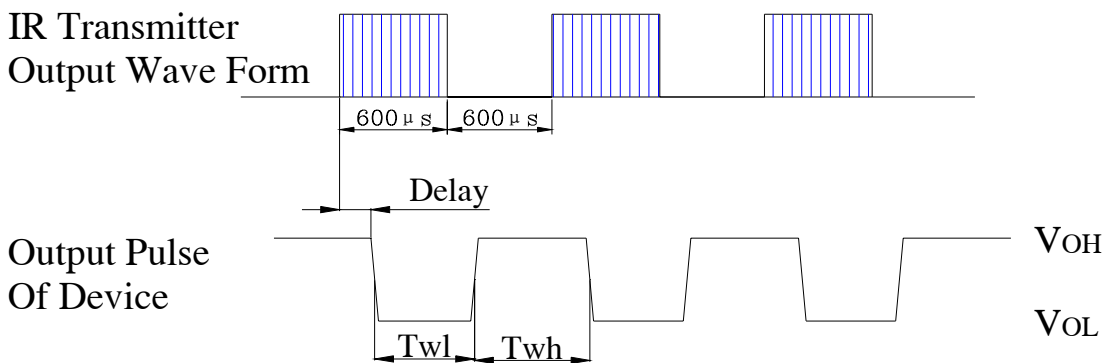 IR Transmitter
Output Wave Form
600μs 600μs
Delay
Output Pulse
Of Device
VOH
VOL
Twl Twh